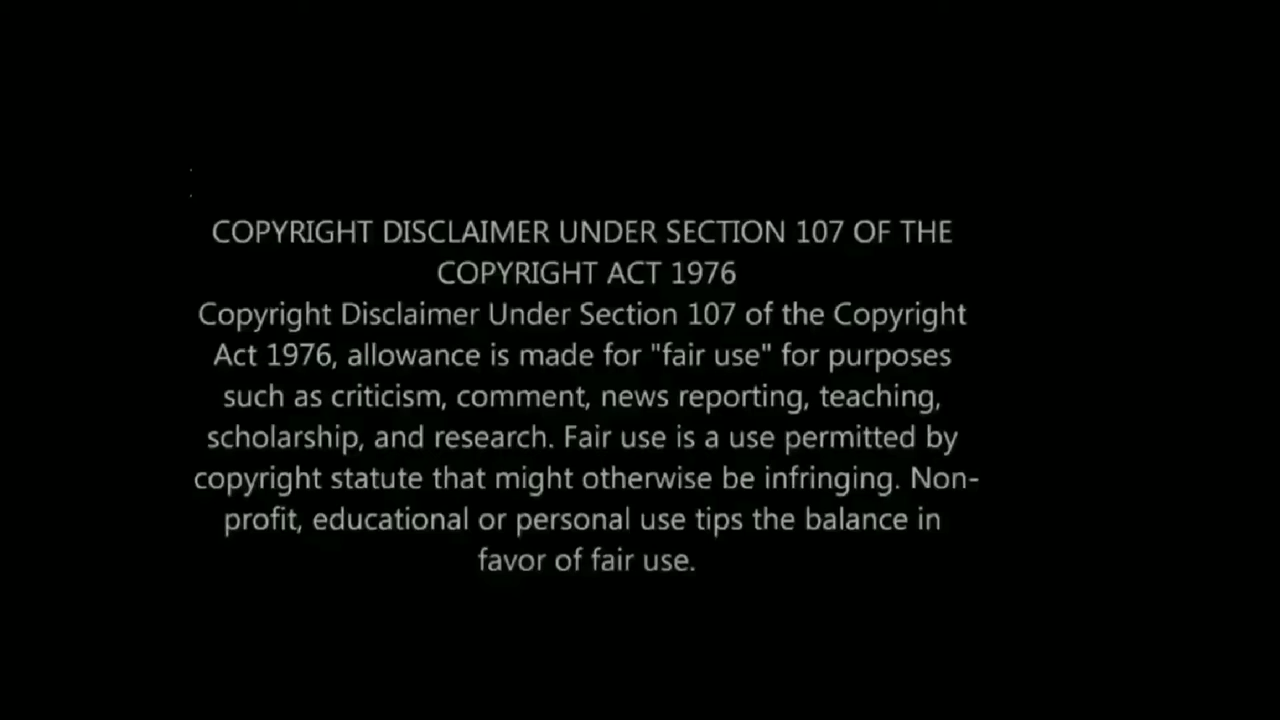 COPYRIGHT DISCLAIMER UNDER SECTION 107 OF THE
COPYRIGHT ACT 1976
Copyright Disclaimer Under Section 107 of the Copyright
Act 1976, allowance is made for "fair use" for purposes
such as criticism, comment, news reporting, teaching,
scholarship, and research. Fair use is a use permitted by
copyright statute that might otherwise be infringing. Non-
profit, educational or personal use tips the balance in
favor of fair use.